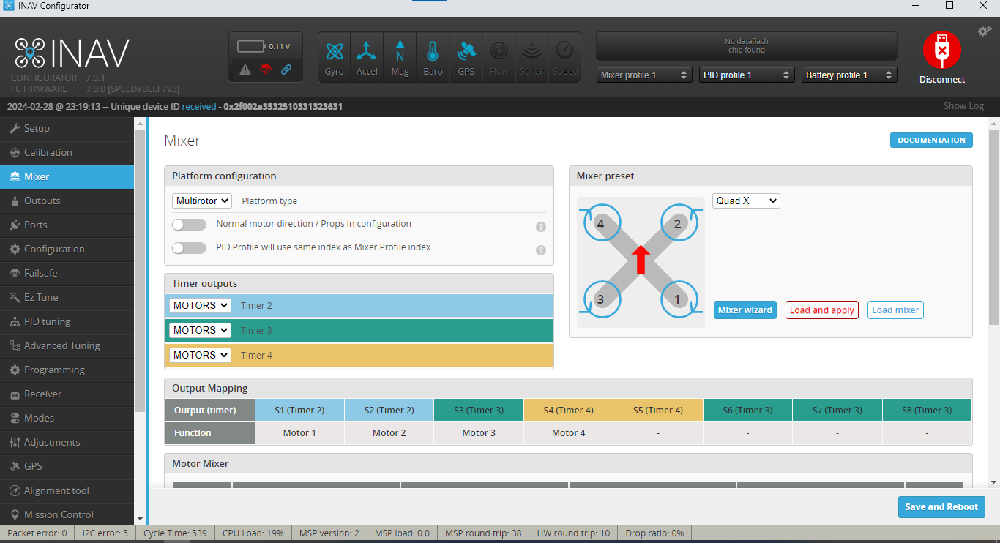 INAV Configurator
INAV
CONFIGURATOR 7.0.1
FC FIRMWARE 7.0.0 [SPEEDYBEEF7V3]
0.11 V
N
Gyro Accel Mag Baro GPS Flow Sonar Speed
No dataflash
chip found
Mixer profile 1 PID profile 1 Battery profile 1
Disconnect
2024-02-28 @ 23:19:13 -- Unique device ID received - 0x2f002a3532510331323631
Show Log
Setup
Calibration
Mixer
Outputs
Ports
Configuration
Failsafe
Ez Tune
PID tuning
Advanced Tuning
Programming
Receiver
Modes
Adjustments
GPS
Alignment tool
Mission Control
Mixer
DOCUMENTATION
Platform configuration
Multirotor Platform type
Normal motor direction / Props In configuration ?
PID Profile will use same index as Mixer Profile index ?
Timer outputs
MOTORS Timer 2
MOTORS Timer 3
MOTORS Timer 4
Mixer preset
Quad X
4 2
3 1
Mixer wizard Load and apply Load mixer
Output Mapping
Output (timer) S1 (Timer 2) S2 (Timer 2) S3 (Timer 3) S4 (Timer 4) S5 (Timer 4) S6 (Timer 3) S7 (Timer 3) S8 (Timer 3)
Function Motor 1 Motor 2 Motor 3 Motor 4 - - - -
Motor Mixer
Save and Reboot
Packet error: 0 I2C error: 5 Cycle Time: 539 CPU Load: 19% MSP version: 2 MSP load: 0.0 MSP round trip: 38 HW round trip: 10 Drop ratio: 0%